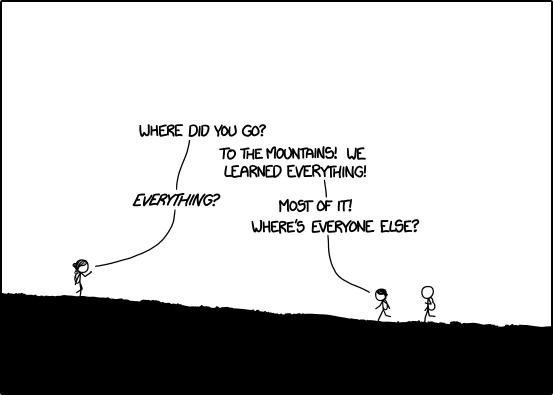 WHERE DID YOU GO?
TO THE MOUNTAINS! WE
LEARNED EVERYTHING!
EVERYTHING?
MOST OF IT!
WHERE'S EVERYONE ELSE?